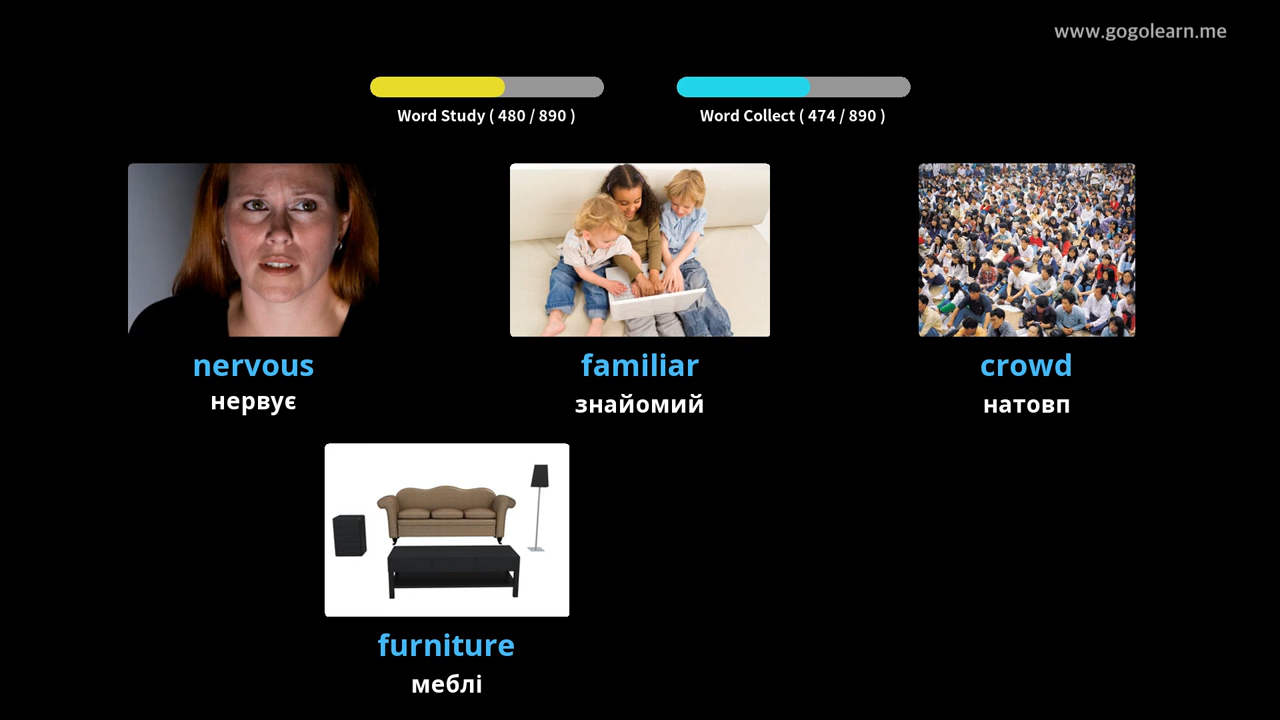 www.gogolearn.me
Word Study ( 480 / 890 )
Word Collect ( 474 / 890 )
nervous
нервує
familiar
знайомий
crowd
натовп
furniture
меблі